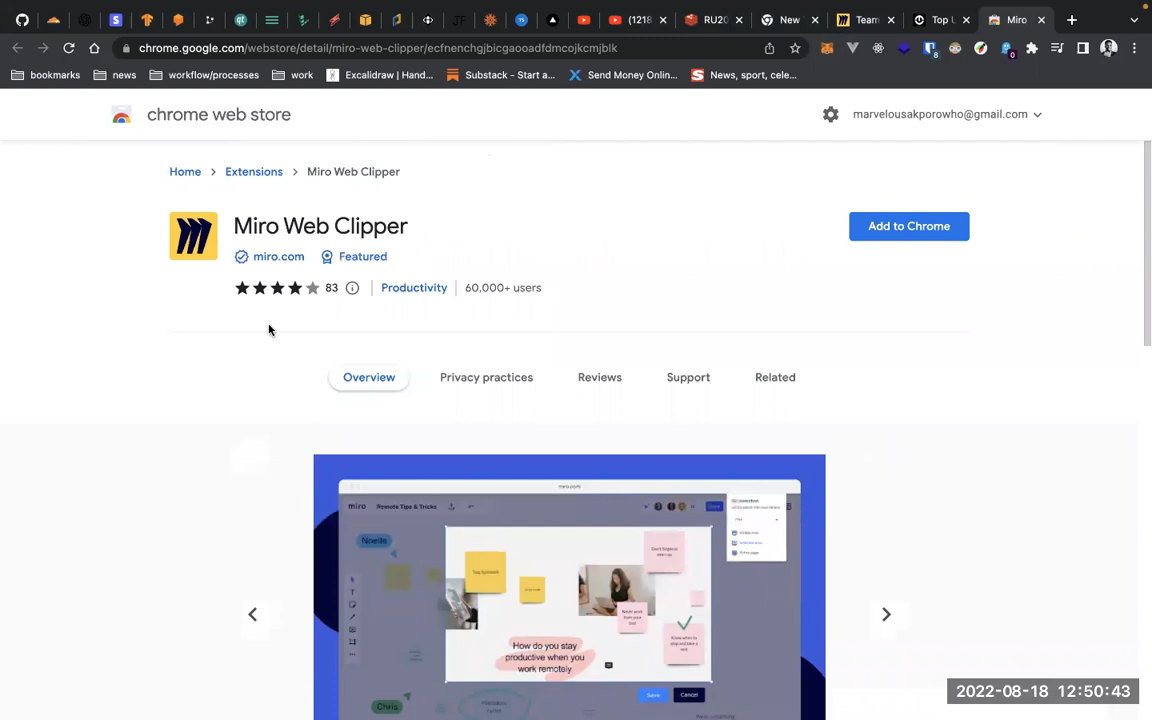 (1218
RU20
New
Team
Top U
Miro
chrome.google.com/webstore/detail/miro-web-clipper/ecfnenchgjbicgaooadfdmcojkcmjblk
bookmarks
news
workflow/processes
work
Excalidraw | Hand...
Substack - Start a...
Send Money Onlin...
News, sport, cele...
chrome web store
marvelousakporowho@gmail.com
Home > Extensions > Miro Web Clipper
Miro Web Clipper
Add to Chrome
miro.com
Featured
83
Productivity
60,000+ users
Overview
Privacy practices
Reviews
Support
Related
miro
Remote Tips & Tricks
Noelle
How do you stay
productive when you
work remotely
Save
Cancel
Chris
2022-08-18 12:50:43